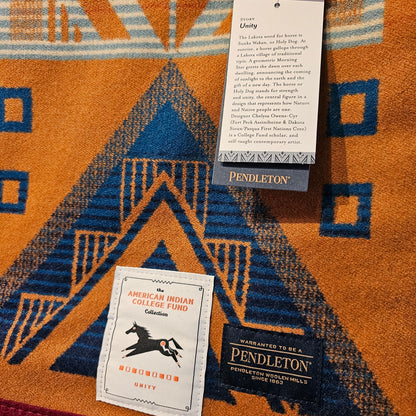 STORY
Unity
The Lakota word for horse is
Sunka Wakan, or Holy Dog. At
sunrise, a horse gallops through
a Lakota village of traditional
tipis. A geometric Morning
Star greets the dawn over each
dwelling, announcing the coming
of sunlight to the earth and the
gift of a new day. The horse or
Holy Dog stands for strength
and unity, the central figure in a
design that represents how Nature
and Native people are one.
Designer Chelysa Owens-Cyr
(Fort Peck Assiniboine & Dakota
Sioux/Pasqua First Nations Cree)
is a College Fund scholar, and
self-taught contemporary artist.
PENDLETON®
the
AMERICAN INDIAN
COLLEGE FUND
Collection
UNITY
WARRANTED TO BE A
PENDLETON®
PENDLETON WOOLEN MILLS
SINCE 1863